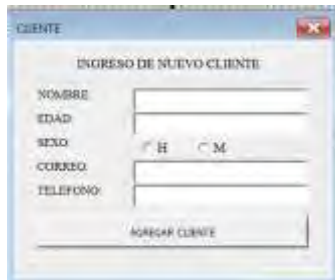 CLIENTE
INGRESO DE NUEVO CLIENTE
NOMBRE:
EDAD:
SEXO: H M
CORREO:
TELEFONO:
AGREGAR CLIENTE